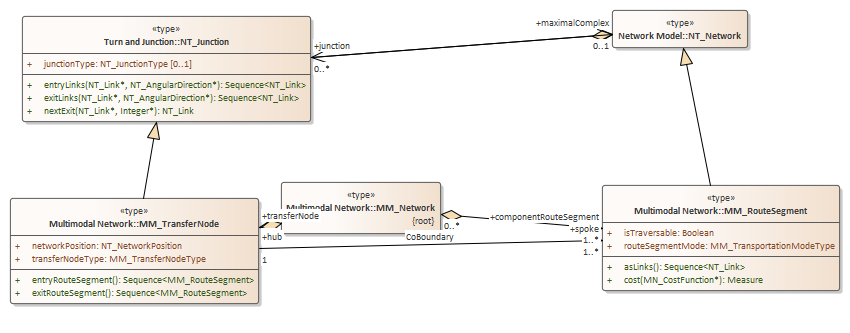 «type»
Turn and Junction::NT_Junction
+ junctionType: NT_JunctionType [0..1]
+ entryLinks(NT_Link*, NT_AngularDirection*): Sequence<NT_Link>
+ exitLinks(NT_Link*, NT_AngularDirection*): Sequence<NT_Link>
+ nextExit(NT_Link*, Integer*): NT_Link
+junction
0..*
+maximalComplex
0..1
«type»
Network Model::NT_Network
«type»
Multimodal Network::MM_TransferNode
+ networkPosition: NT_NetworkPosition
+ transferNodeType: MM_TransferNodeType
+ entryRouteSegment(): Sequence<MM_RouteSegment>
+ exitRouteSegment(): Sequence<MM_RouteSegment>
«type»
Multimodal Network::MM_Network
{root}
+transferNode
+hub
1
0..*
CoBoundary
+componentRouteSegment
+spoke
1..*
1..*
«type»
Multimodal Network::MM_RouteSegment
+ isTraversable: Boolean
+ routeSegmentMode: MM_TransportationModeType
+ asLinks(): Sequence<NT_Link>
+ cost(MN_CostFunction*): Measure